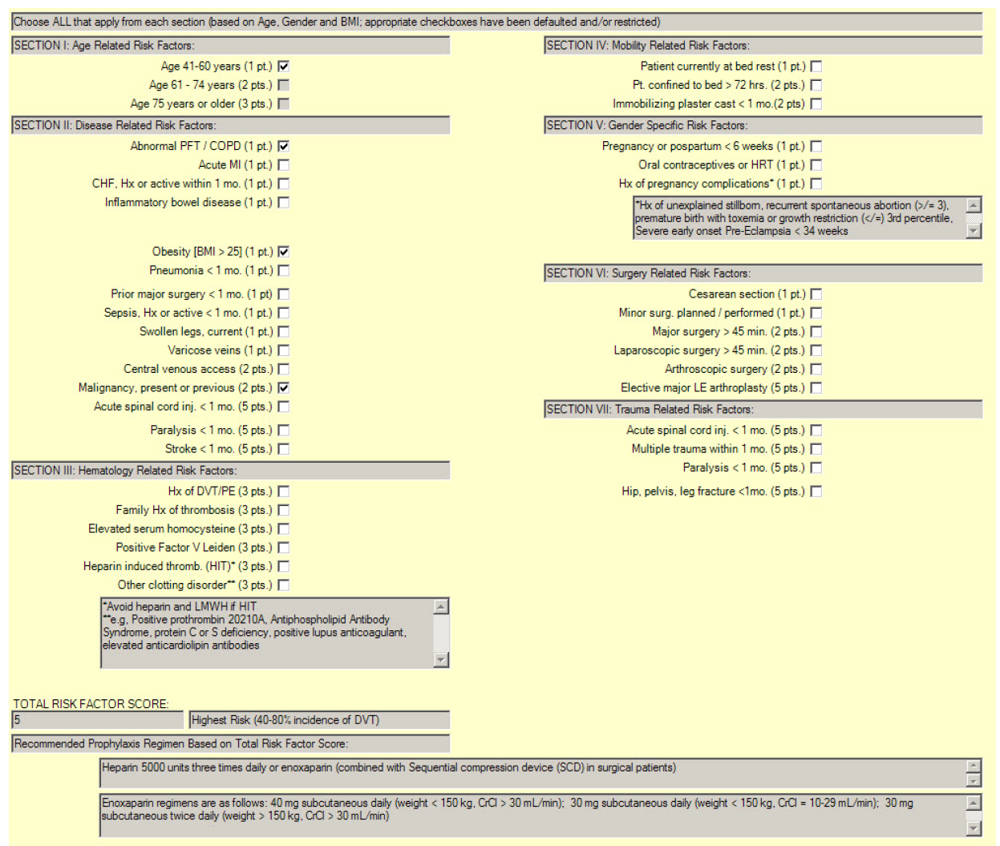 Choose ALL that apply from each section (based on Age, Gender and BMI; appropriate checkboxes have been defaulted and/or restricted)
SECTION I: Age Related Risk Factors:
Age 41-60 years (1 pt.)
Age 61 - 74 years (2 pts.)
Age 75 years or older (3 pts.)
SECTION II: Disease Related Risk Factors:
Abnormal PFT / COPD (1 pt.)
Acute MI (1 pt.)
CHF, Hx or active within 1 mo. (1 pt.)
Inflammatory bowel disease (1 pt.)
Obesity [BMI > 25] (1 pt.)
Pneumonia < 1 mo. (1 pt.)
Prior major surgery < 1 mo. (1 pt)
Sepsis, Hx or active < 1 mo. (1 pt.)
Swollen legs, current (1 pt.)
Varicose veins (1 pt.)
Central venous access (2 pts.)
Malignancy, present or previous (2 pts.)
Acute spinal cord inj. < 1 mo. (5 pts.)
Paralysis < 1 mo. (5 pts.)
Stroke < 1 mo. (5 pts.)
SECTION III: Hematology Related Risk Factors:
Hx of DVT/PE (3 pts.)
Family Hx of thrombosis (3 pts.)
Elevated serum homocysteine (3 pts.)
Positive Factor V Leiden (3 pts.)
Heparin induced thromb. (HIT)* (3 pts.)
Other clotting disorder** (3 pts.)
*Avoid heparin and LMWH if HIT
**e.g, Positive prothrombin 20210A, Antiphospholipid Antibody
Syndrome, protein C or S deficiency, positive lupus anticoagulant,
elevated anticardiolipin antibodies
SECTION IV: Mobility Related Risk Factors:
Patient currently at bed rest (1 pt.)
Pt. confined to bed > 72 hrs. (2 pts.)
Immobilizing plaster cast < 1 mo.(2 pts)
SECTION V: Gender Specific Risk Factors:
Pregnancy or pospartum < 6 weeks (1 pt.)
Oral contraceptives or HRT (1 pt.)
Hx of pregnancy complications* (1 pt.)
*Hx of unexplained stillborn, recurrent spontaneous abortion (>/= 3),
premature birth with toxemia or growth restriction (</=) 3rd percentile,
Severe early onset Pre-Eclampsia < 34 weeks
SECTION VI: Surgery Related Risk Factors:
Cesarean section (1 pt.)
Minor surg. planned / performed (1 pt.)
Major surgery > 45 min. (2 pts.)
Laparoscopic surgery > 45 min. (2 pts.)
Arthroscopic surgery (2 pts.)
Elective major LE arthroplasty (5 pts.)
SECTION VII: Trauma Related Risk Factors:
Acute spinal cord inj. < 1 mo. (5 pts.)
Multiple trauma within 1 mo. (5 pts.)
Paralysis < 1 mo. (5 pts.)
Hip, pelvis, leg fracture <1mo. (5 pts.)
TOTAL RISK FACTOR SCORE:
5
Highest Risk (40-80% incidence of DVT)
Recommended Prophylaxis Regimen Based on Total Risk Factor Score:
Heparin 5000 units three times daily or enoxaparin (combined with Sequential compression device (SCD) in surgical patients)
Enoxaparin regimens are as follows: 40 mg subcutaneous daily (weight < 150 kg, CrCl > 30 mL/min); 30 mg subcutaneous daily (weight < 150 kg, CrCl = 10-29 mL/min); 30 mg
subcutaneous twice daily (weight > 150 kg, CrCl > 30 mL/min)